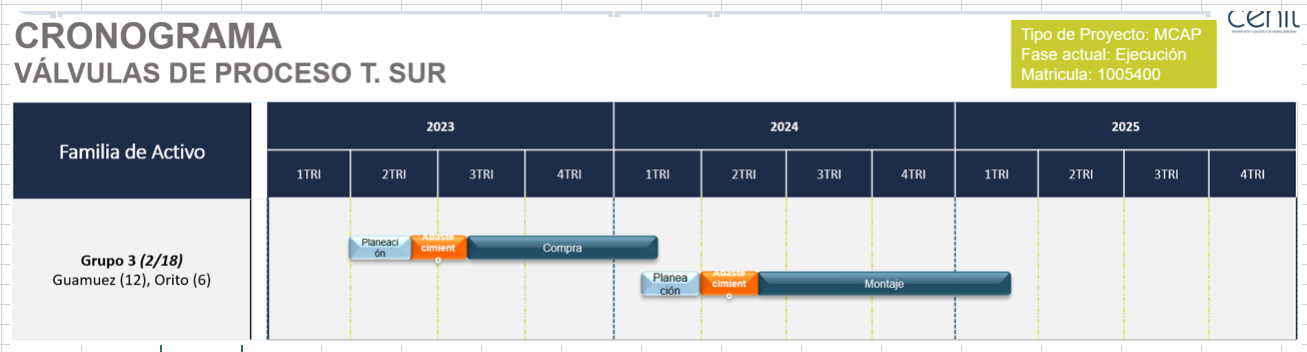 CRONOGRAMA
VÁLVULAS DE PROCESO T. SUR
cenit
Tipo de Proyecto: MCAP
Fase actual: Ejecución
Matricula: 1005400
Familia de Activo
2023
2024
2025
1TRI
2TRI
3TRI
4TRI
1TRI
2TRI
3TRI
4TRI
1TRI
2TRI
3TRI
4TRI
Grupo 3 (2/18)
Guamuez (12), Orito (6)
Planeaci
ón
Abaste
cimient
o
Compra
Planea
ción
Abaste
cimient
o
Montaje